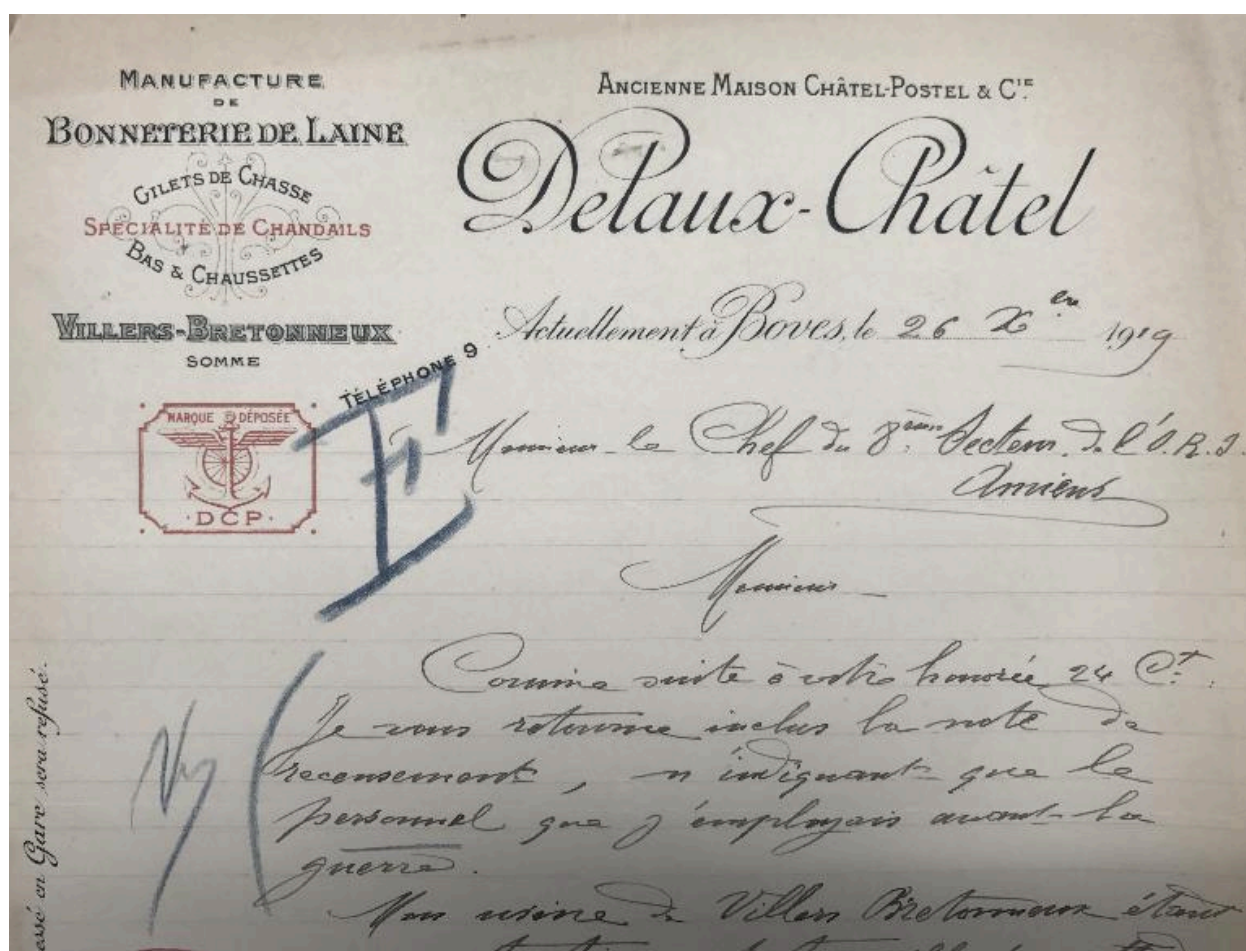 MANUFACTURE
DE
BONNETERIE DE LAINE
GILETS DE CHASSE
SPÉCIALITÉ DE CHANDAILS
BAS & CHAUSSETTES
VILLERS-BRETONNEUX
SOMME
TÉLÉPHONE 9
MARQUE DÉPOSÉE
DCP
ANCIENNE MAISON CHÂTEL-POSTEL & CIE
Delaux-Châtel
Actuellement à Boves, le 26 Xbre 1919
Monsieur le Chef du 8ème Secteur de l'O.R.I.
Amiens
Monsieur
Comme suite à votre honorée 24 Ct.
Je vous retourne inclus la note de
recensement, n'indiquant que le
personnel que j'employais avant la
guerre.
Mon usine de Villers Bretonneux étant
essé en Gare sera refusé.